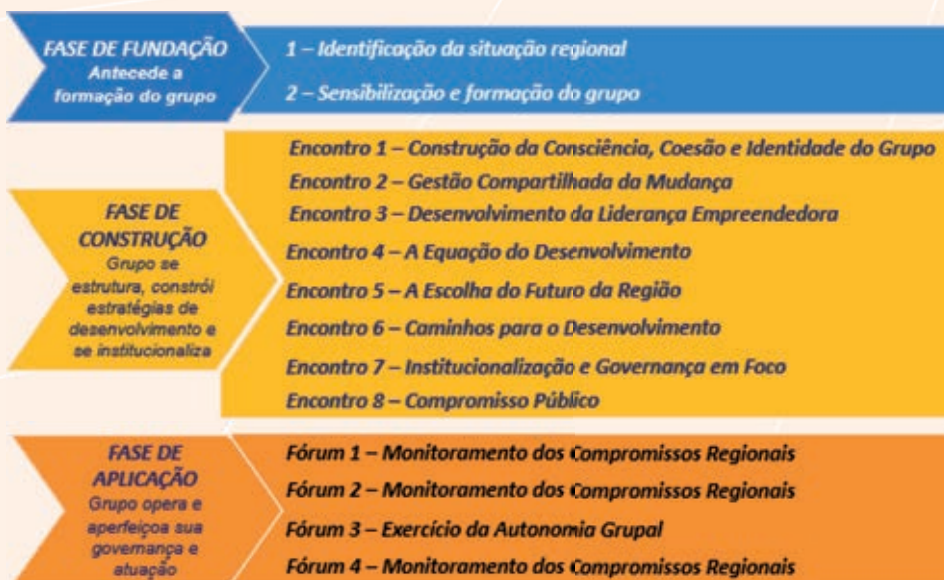 FASE DE FUNDAÇÃO
Antecede a
formação do grupo
1 – Identificação da situação regional
2 – Sensibilização e formação do grupo
FASE DE
CONSTRUÇÃO
Grupo se
estrutura, constrói
estratégias de
desenvolvimento e
se institucionaliza
Encontro 1 – Construção da Consciência, Coesão e Identidade do Grupo
Encontro 2 – Gestão Compartilhada da Mudança
Encontro 3 – Desenvolvimento da Liderança Empreendedora
Encontro 4 – A Equação do Desenvolvimento
Encontro 5 – A Escolha do Futuro da Região
Encontro 6 – Caminhos para o Desenvolvimento
Encontro 7 – Institucionalização e Governança em Foco
Encontro 8 – Compromisso Público
FASE DE
APLICAÇÃO
Grupo opera e
aperfeiçoa sua
governança e
atuação
Fórum 1 – Monitoramento dos Compromissos Regionais
Fórum 2 – Monitoramento dos Compromissos Regionais
Fórum 3 – Exercício da Autonomia Grupal
Fórum 4 – Monitoramento dos Compromissos Regionais